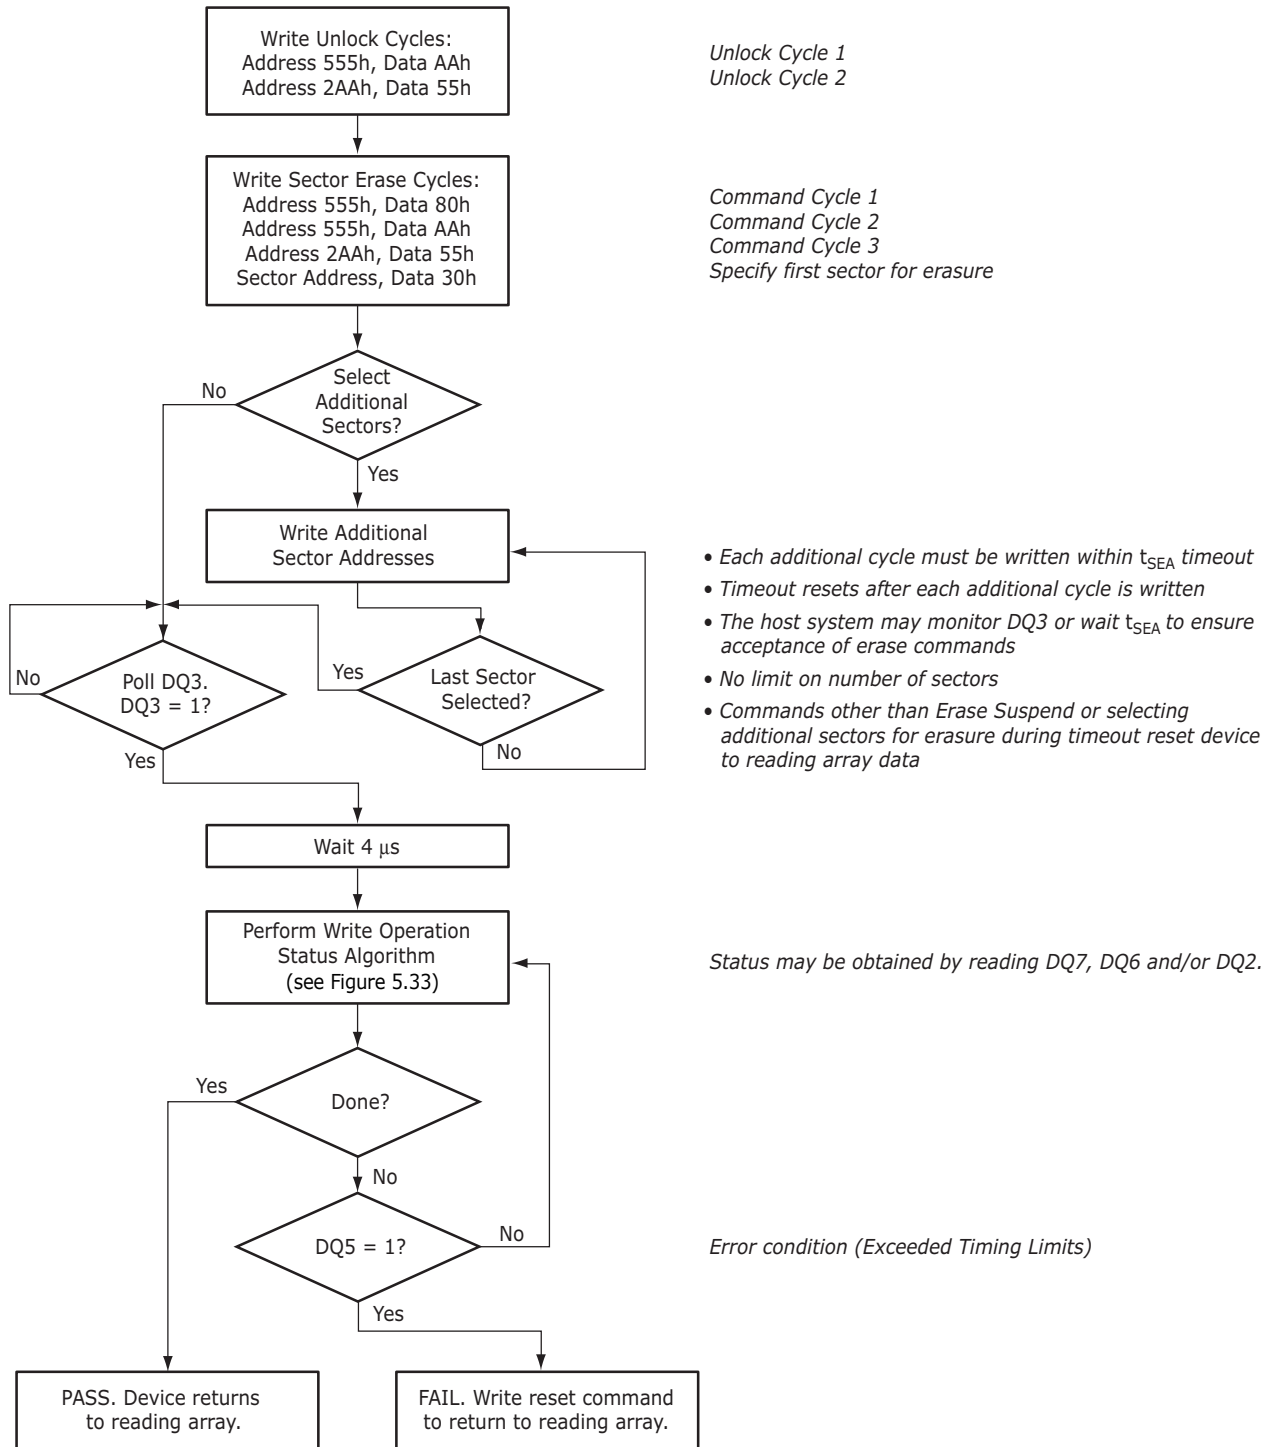 Write Unlock Cycles:
Address 555h, Data AAh
Address 2AAh, Data 55h
Unlock Cycle 1
Unlock Cycle 2
Write Sector Erase Cycles:
Address 555h, Data 80h
Address 555h, Data AAh
Address 2AAh, Data 55h
Sector Address, Data 30h
Command Cycle 1
Command Cycle 2
Command Cycle 3
Specify first sector for erasure
Select
Additional
Sectors?
No
Yes
Write Additional
Sector Addresses
• Each additional cycle must be written within tSEA timeout
• Timeout resets after each additional cycle is written
• The host system may monitor DQ3 or wait tSEA to ensure
acceptance of erase commands
• No limit on number of sectors
• Commands other than Erase Suspend or selecting
additional sectors for erasure during timeout reset device
to reading array data
No
Poll DQ3.
DQ3 = 1?
Yes
Last Sector
Selected?
Yes
No
Wait 4 μs
Perform Write Operation
Status Algorithm
(see Figure 5.33)
Status may be obtained by reading DQ7, DQ6 and/or DQ2.
Yes
Done?
No
DQ5 = 1?
No
Error condition (Exceeded Timing Limits)
Yes
PASS. Device returns
to reading array.
FAIL. Write reset command
to return to reading array.